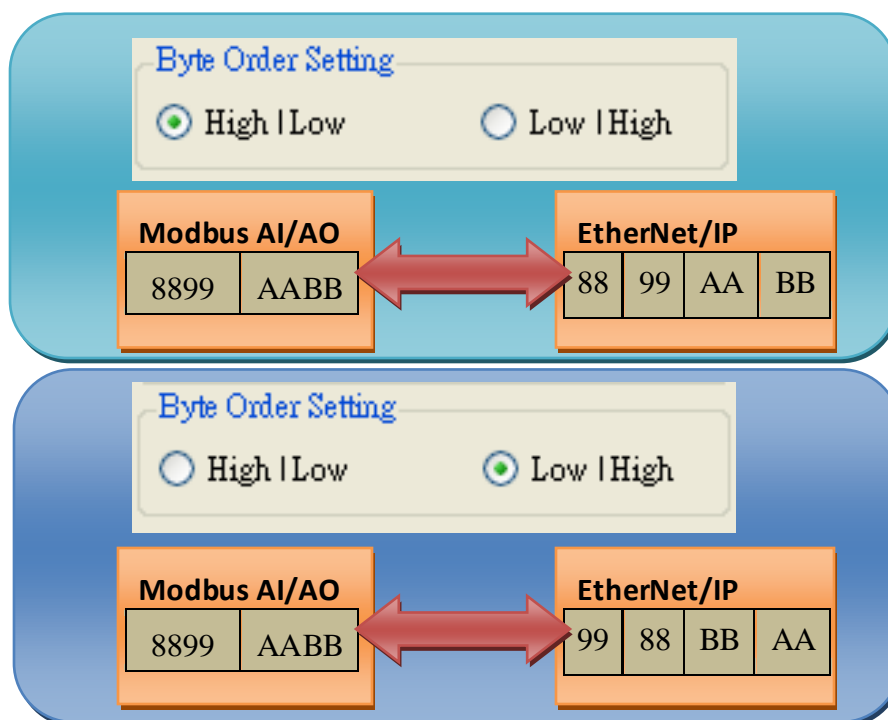 Byte Order Setting
High | Low Low | High
Modbus AI/AO EtherNet/IP
8899 AABB 88 99 AA BB
Byte Order Setting
High | Low Low | High
Modbus AI/AO EtherNet/IP
8899 AABB 99 88 BB AA